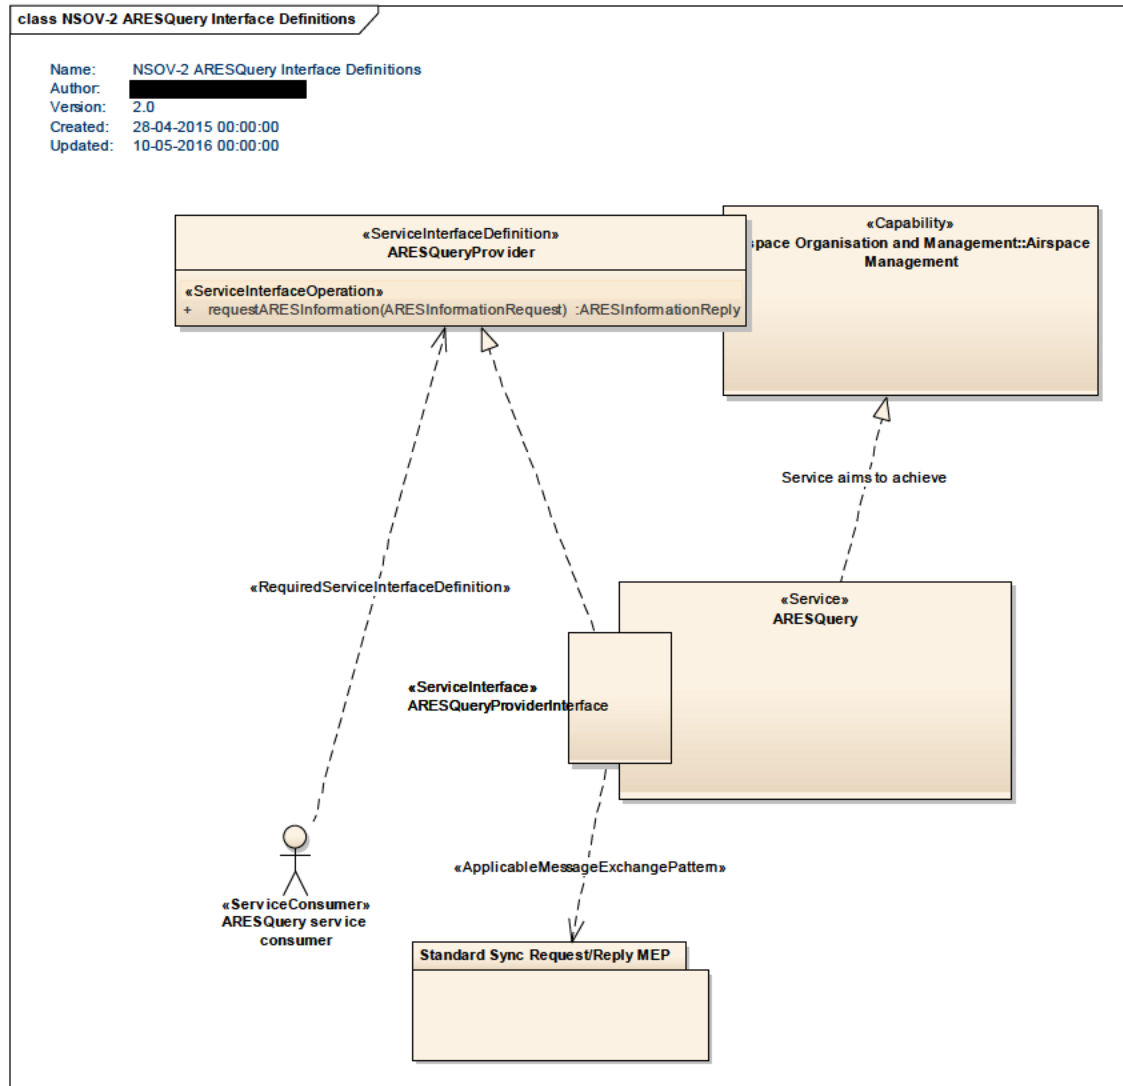 class NSOV-2 ARESQuery Interface Definitions
Name: NSOV-2 ARESQuery Interface Definitions
Author:
Version: 2.0
Created: 28-04-2015 00:00:00
Updated: 10-05-2016 00:00:00
«ServiceInterfaceDefinition»
ARESQueryProvider
«ServiceInterfaceOperation»
+ requestARESInformation(ARESInformationRequest) :ARESInformationReply
«Capability»
space Organisation and Management::Airspace
Management
Service aims to achieve
«RequiredServiceInterfaceDefinition»
«Service»
ARESQuery
«ServiceInterface»
ARESQueryProviderInterface
«ApplicableMessageExchangePattern»
«ServiceConsumer»
ARESQuery service
consumer
Standard Sync Request/Reply MEP